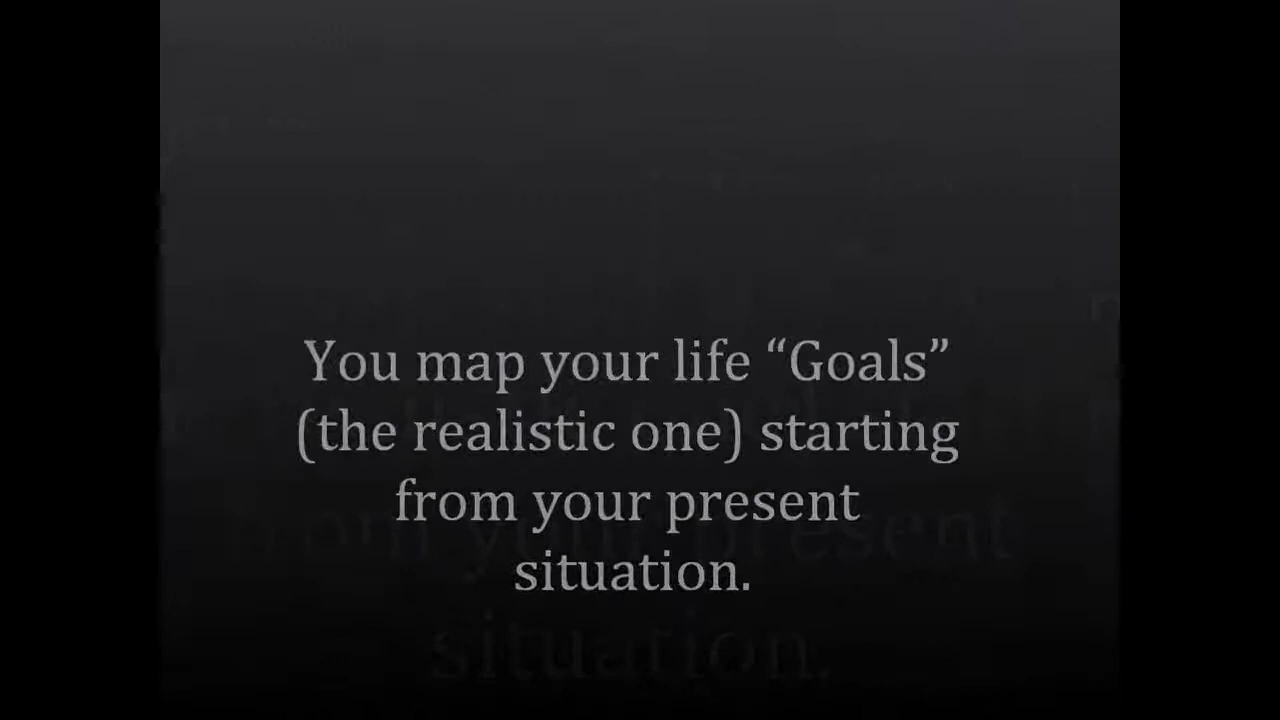 You map your life “Goals”
(the realistic one) starting
from your present
situation.